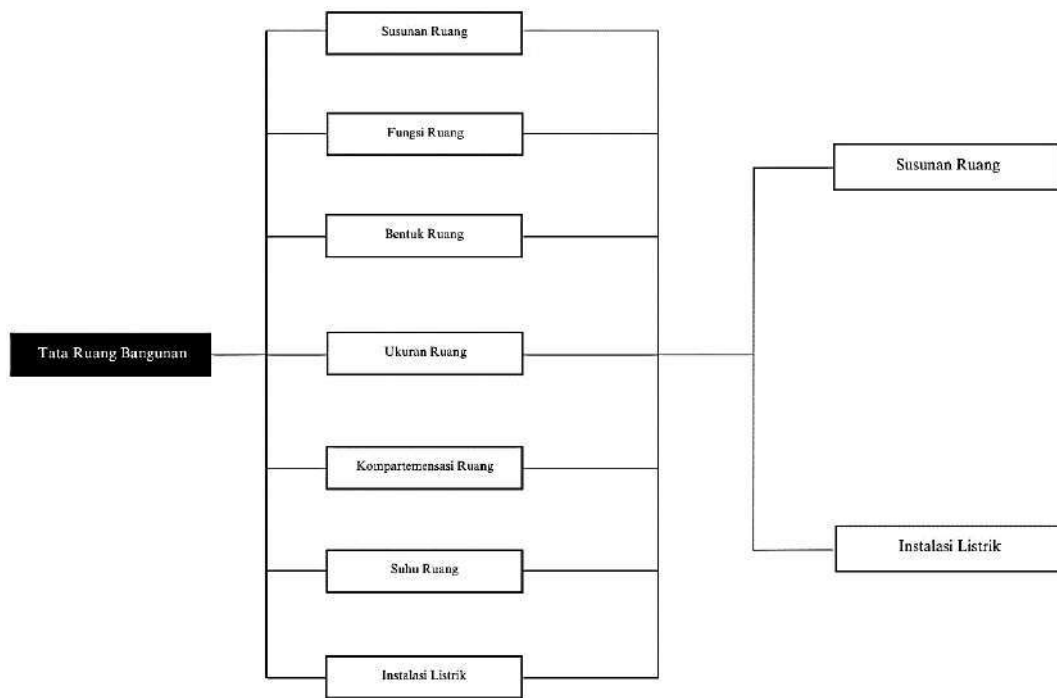 Susunan Ruang
Fungsi Ruang
Bentuk Ruang
Tata Ruang Bangunan
Ukuran Ruang
Kompartemensasi Ruang
Suhu Ruang
Instalasi Listrik
Susunan Ruang
Instalasi Listrik